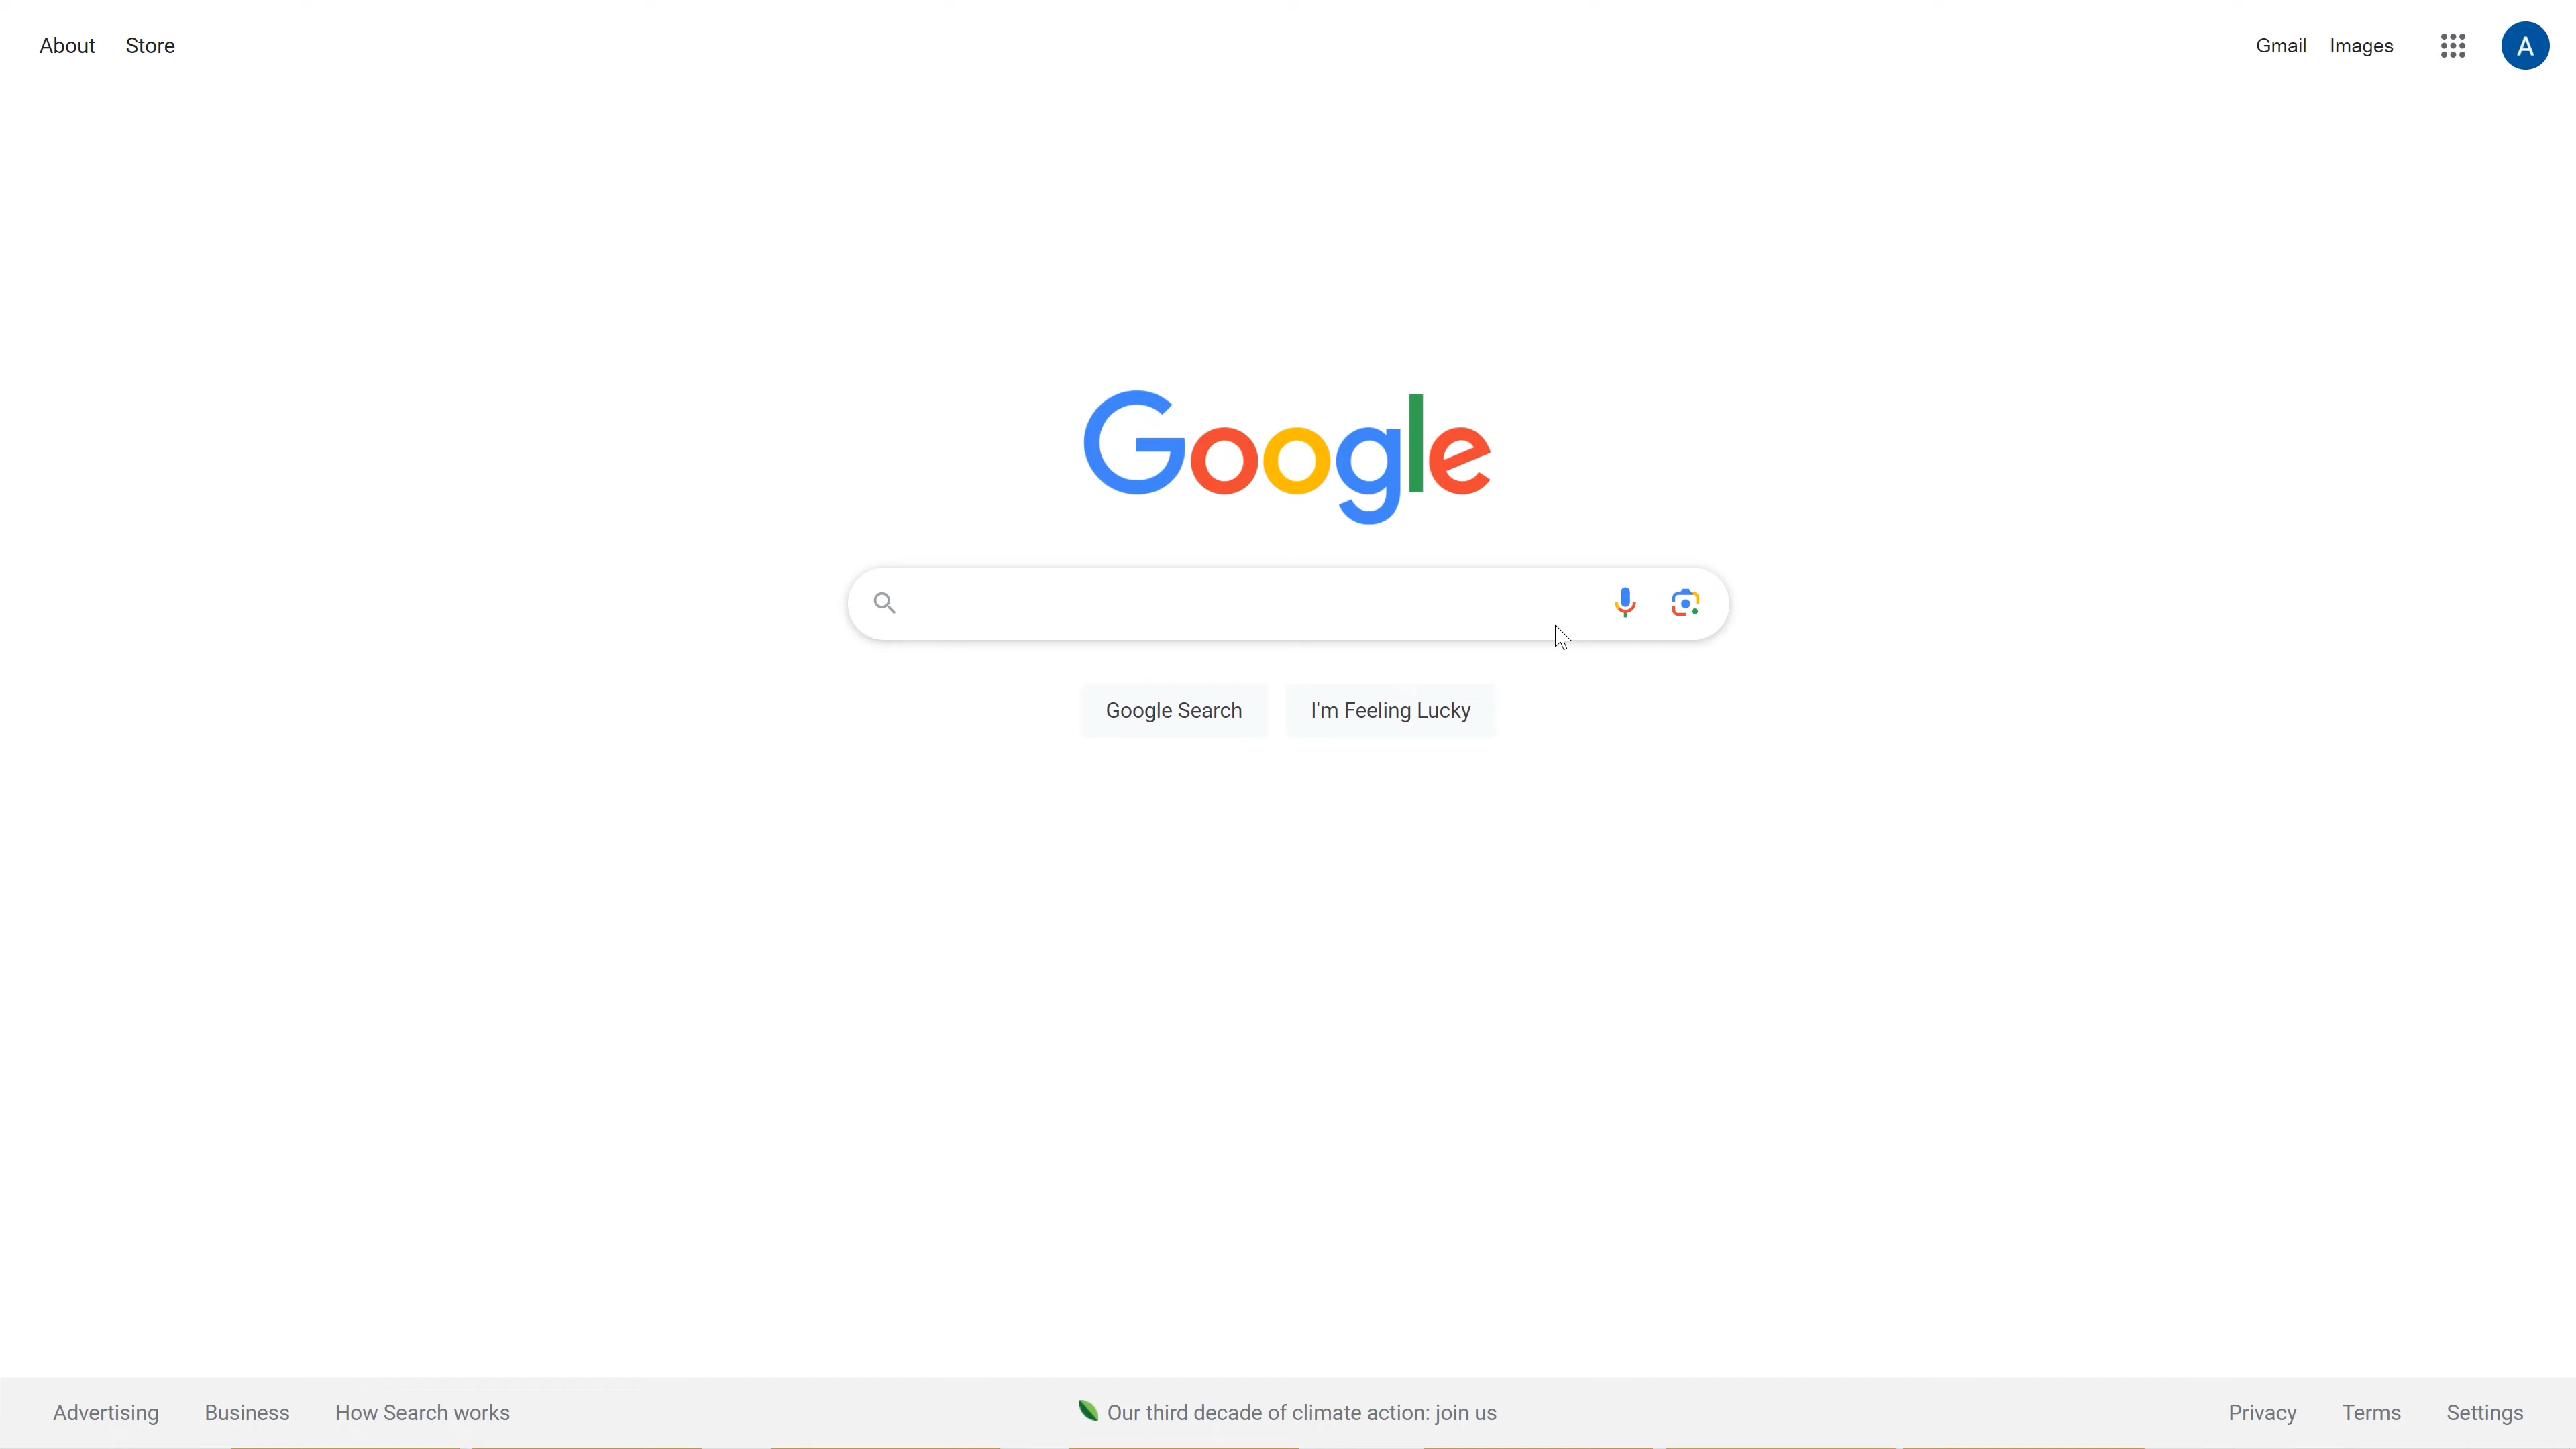 About Store Gmail Images A
Google
Google Search I'm Feeling Lucky
Advertising Business How Search works Our third decade of climate action: join us Privacy Terms Settings